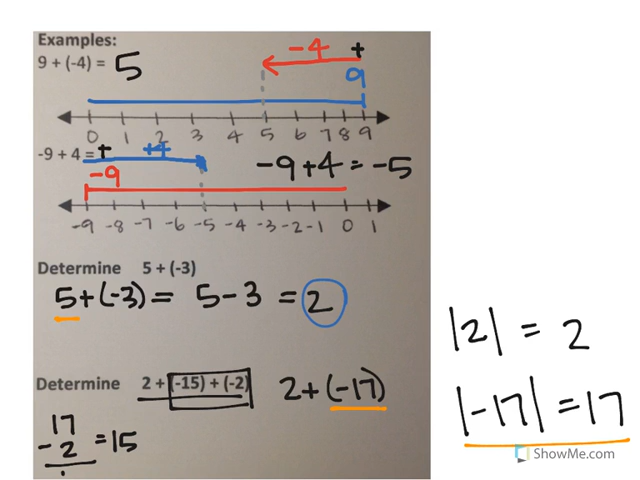 Examples:
9 + (-4) = 5
-4 +
9
0 1 2 3 4 5 6 7 8 9
-9 + 4 = + +4
-9 -9+4=-5
-9 -8 -7 -6 -5 -4 -3 -2 -1 0 1
Determine 5 + (-3)
5+(-3)= 5-3 = 2
|2| = 2
Determine 2 + (-15) + (-2) 2+(-17)
|-17| = 17
17
- 2 = 15
ShowMe.com